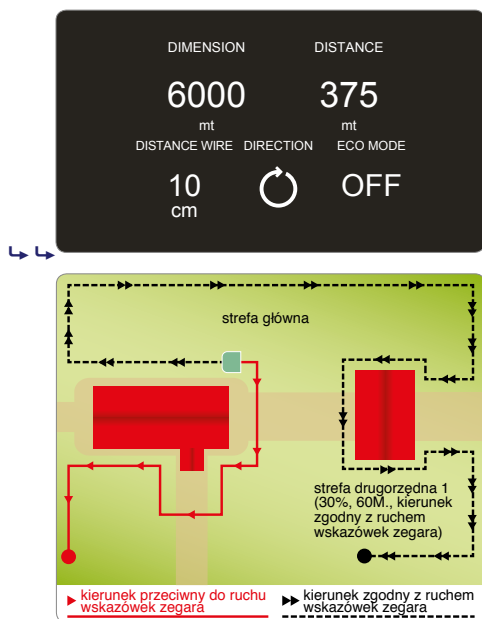 DIMENSION DISTANCE
6000 375
mt mt
DISTANCE WIRE DIRECTION ECO MODE
10 OFF
cm
strefa główna
strefa drugorzędna 1
(30%, 60M., kierunek
zgodny z ruchem
wskazówek zegara)
kierunek przeciwny do ruchu
wskazówek zegara
kierunek zgodny z ruchem
wskazówek zegara